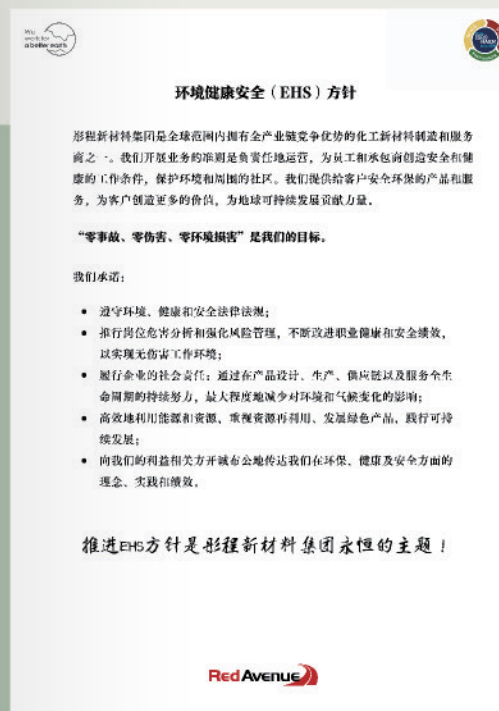 We
work for
a better earth
ZERO HARM
环境健康安全（EHS）方针
彤程新材料集团是全球范围内拥有全产业链竞争优势的化工新材料制造和服务
商之一。我们开展业务的准则是负责任地运营，为员工和承包商创造安全和健
康的工作条件，保护环境和周围的社区。我们提供给客户安全环保的产品和服
务，为客户创造更多的价值，为地球可持续发展贡献力量。
“零事故、零伤害、零环境损害”是我们的目标。
我们承诺：
• 遵守环境、健康和安全法律法规；
• 推行岗位危害分析和强化风险管理，不断改进职业健康和安全绩效，
以实现无伤害工作环境；
• 履行企业的社会责任；通过在产品设计、生产、供应链以及服务全生
命周期的持续努力，最大程度地减少对环境和气候变化的影响；
• 高效地利用能源和资源，重视资源再利用、发展绿色产品，践行可持
续发展；
• 向我们的利益相关方开诚布公地传达我们在环保、健康及安全方面的
理念、实践和绩效。
推进EHS方针是彤程新材料集团永恒的主题！
Red Avenue